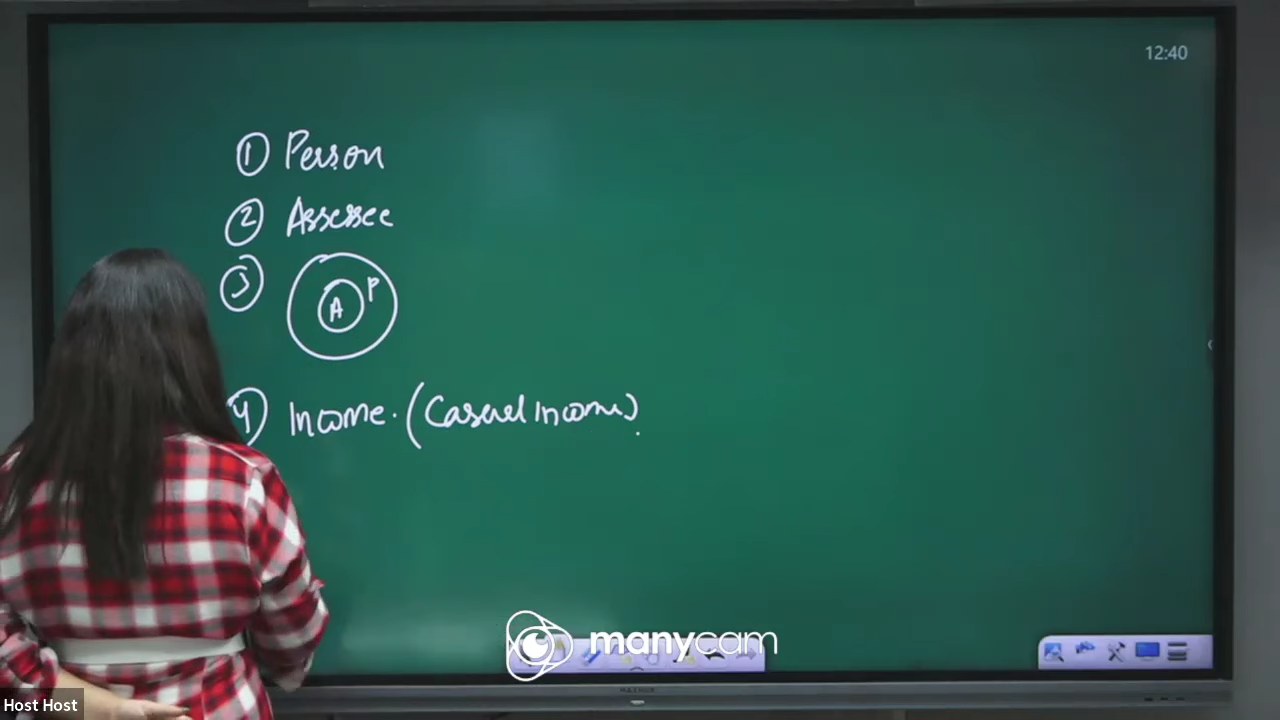 12:40
① Person
② Assessee
③ A P
④ Income. (Casual Income).
manycam
Host Host